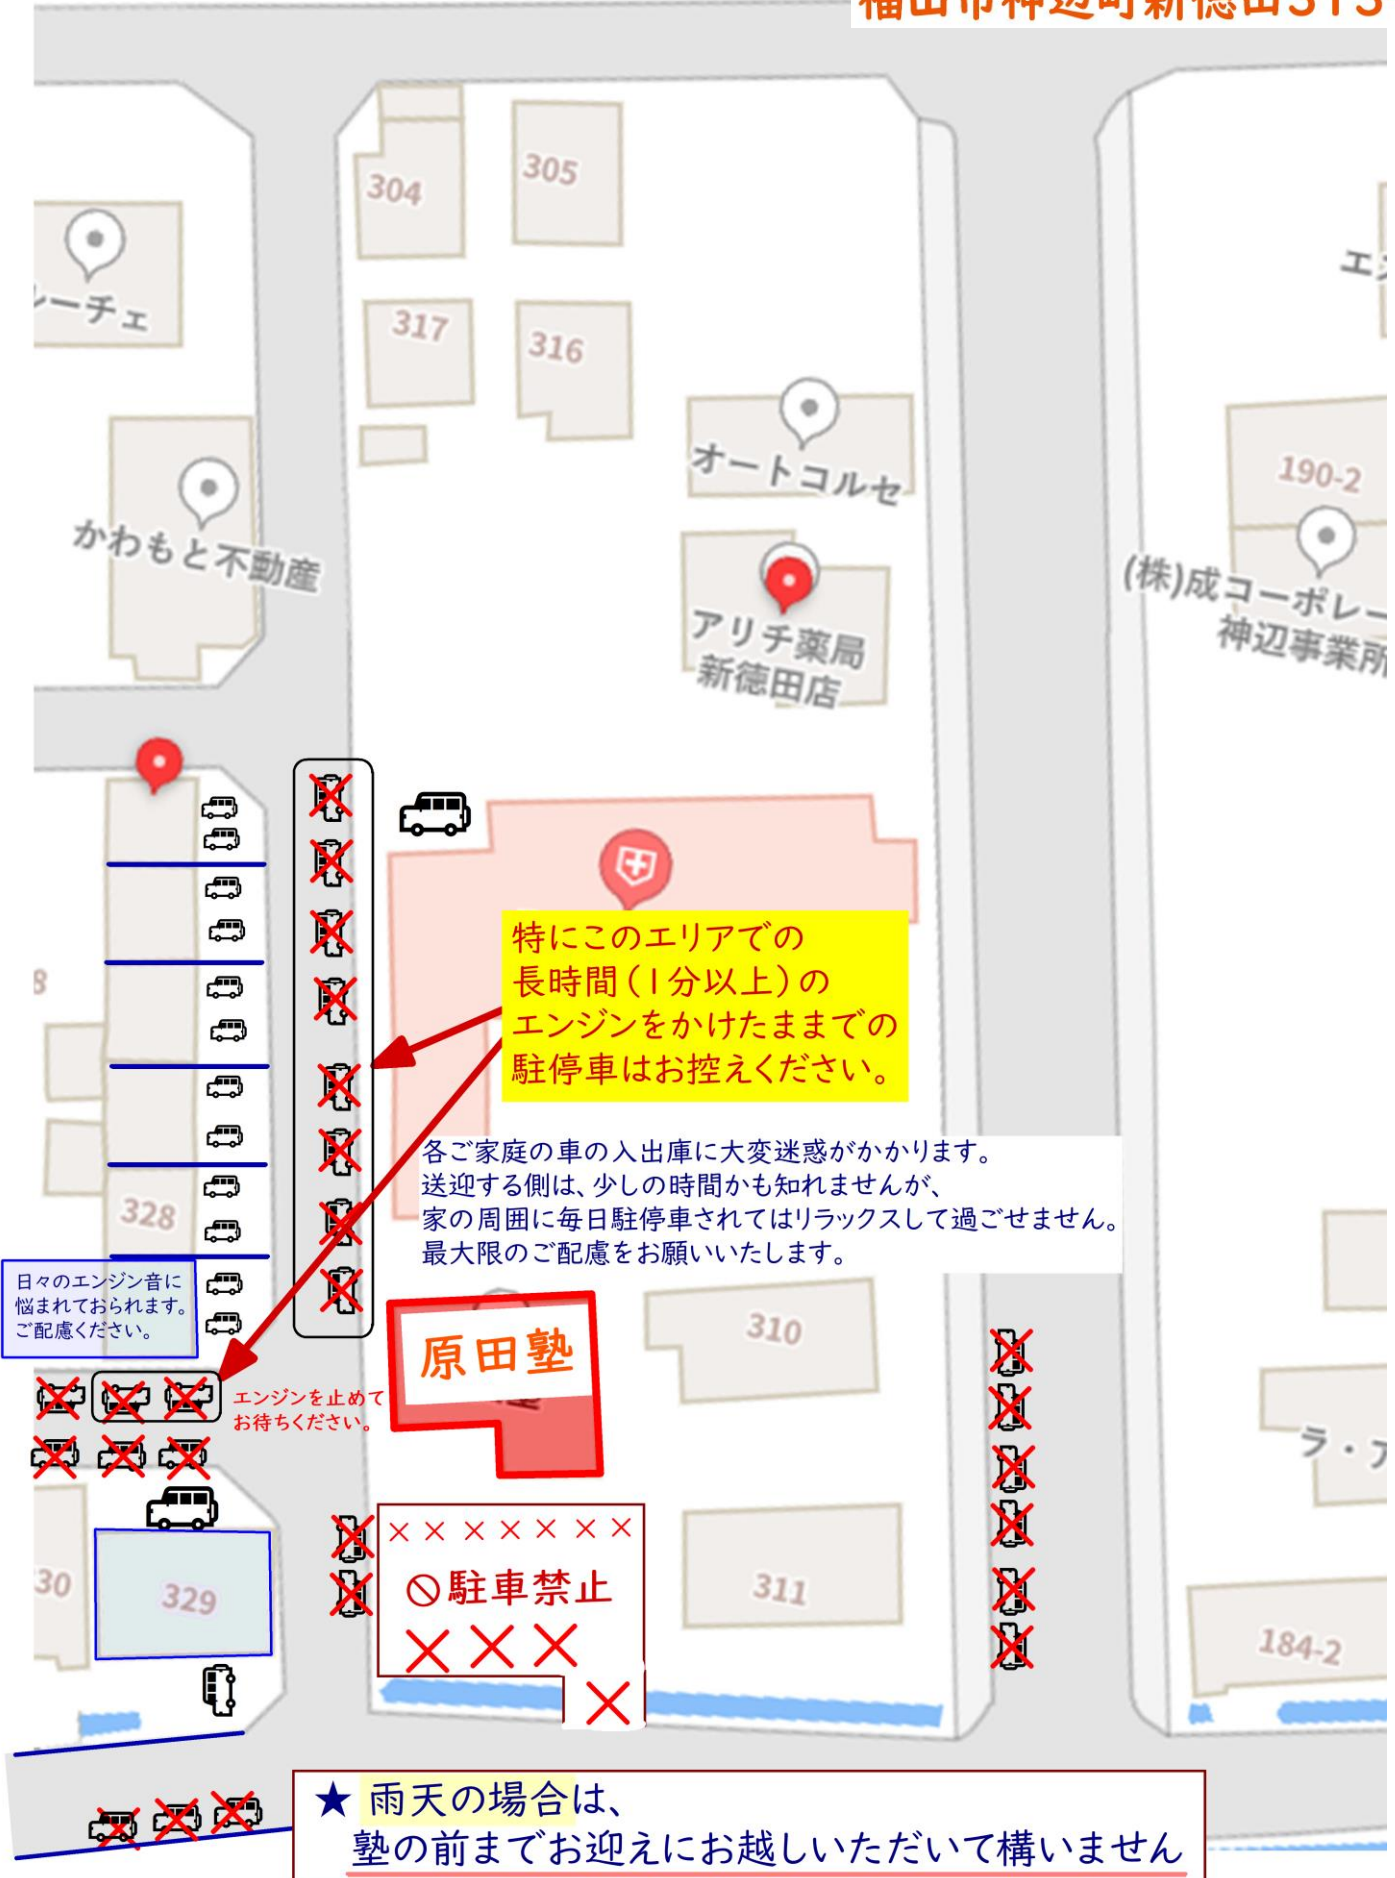 福山市神辺町新徳田313
304
305
ルーチェ
317
316
オートコルセ
かわもと不動産
190-2
(株)成コーポレー
神辺事業所
アリチ薬局
新徳田店
特にこのエリアでの
長時間(1分以上)の
エンジンをかけたままでの
駐停車はお控えください。
8
各ご家庭の車の入出庫に大変迷惑がかかります。
送迎する側は、少しの時間かも知れませんが、
家の周囲に毎日駐停車されてはリラックスして過ごせません。
最大限のご配慮をお願いいたします。
328
日々のエンジン音に
悩まれておられます。
ご配慮ください。
原田塾
310
エンジンを止めて
お待ちください。
ラ・ア
30
329
駐車禁止
311
184-2
★ 雨天の場合は、
塾の前までお迎えにお越しいただいて構いません